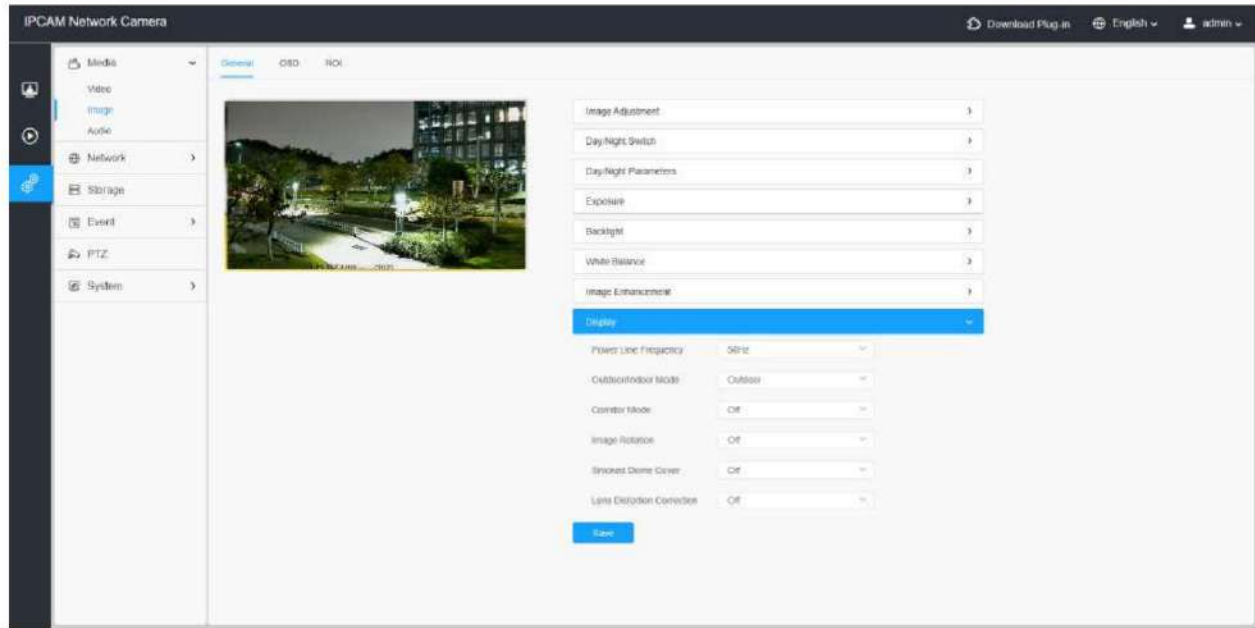 IPCAM Network Camera
Download Plug-in
English
admin
Media
Video
Image
Audio
Network
Storage
Event
PTZ
System
General OSD ROI
Image Adjustment
Day/Night Switch
Day/Night Parameters
Exposure
Backlight
White Balance
Image Enhancement
Display
Power Line Frequency
Outdoor/Indoor Mode Outdoor
Corridor Mode Off
Image Rotation Off
Smoked Dome Cover Off
Lens Distortion Correction Off
Save